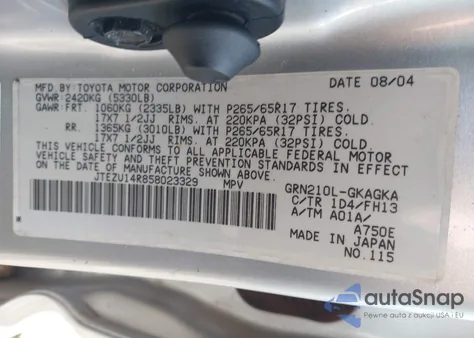 MFD.BY TOYOTA MOTOR CORPORATION DATE 08/04
GVWR:2420KG (5330LB)
GAWR:FRT. 1060KG (2335LB) WITH P265/65R17 TIRES.
17X7 1/2JJ RIMS. AT 220KPA (32PSI) COLD.
RR. 1365KG (3010LB) WITH P265/65R17 TIRES.
17X7 1/2JJ RIMS. AT 220KPA (32PSI) COLD.
THIS VEHICLE CONFORMS TO ALL APPLICABLE FEDERAL MOTOR
VEHICLE SAFETY AND THEFT PREVENTION STANDARDS IN EFFECT
ON THE DATE OF MANUFACTURE SHOWN ABOVE.
JTEZU14R858023329 MPV GRN210L-GKAGKA
C/TR 1D4/FH13
A/TM A01A/
A750E
MADE IN JAPAN
NO.115
autoSnap
Pewne auta z aukcji USA i EU